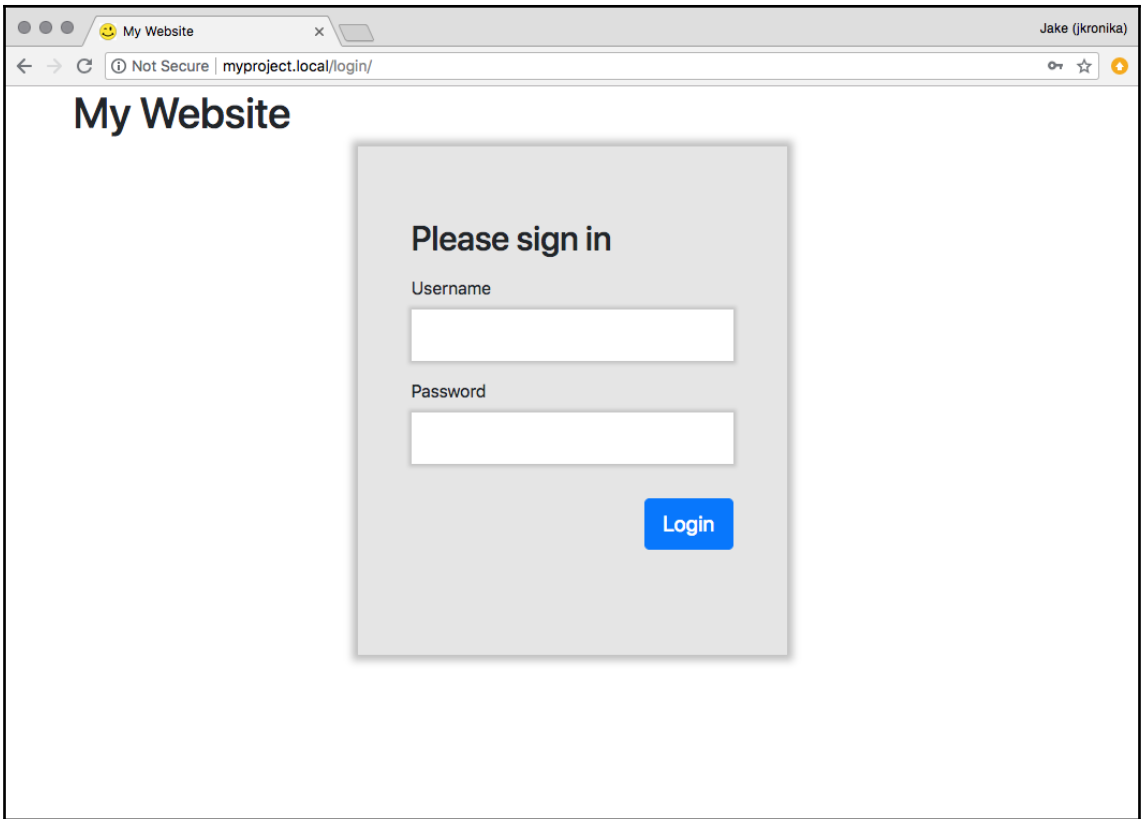 My Website
Jake (jkronika)
Not Secure | myproject.local/login/
My Website
Please sign in
Username
Password
Login